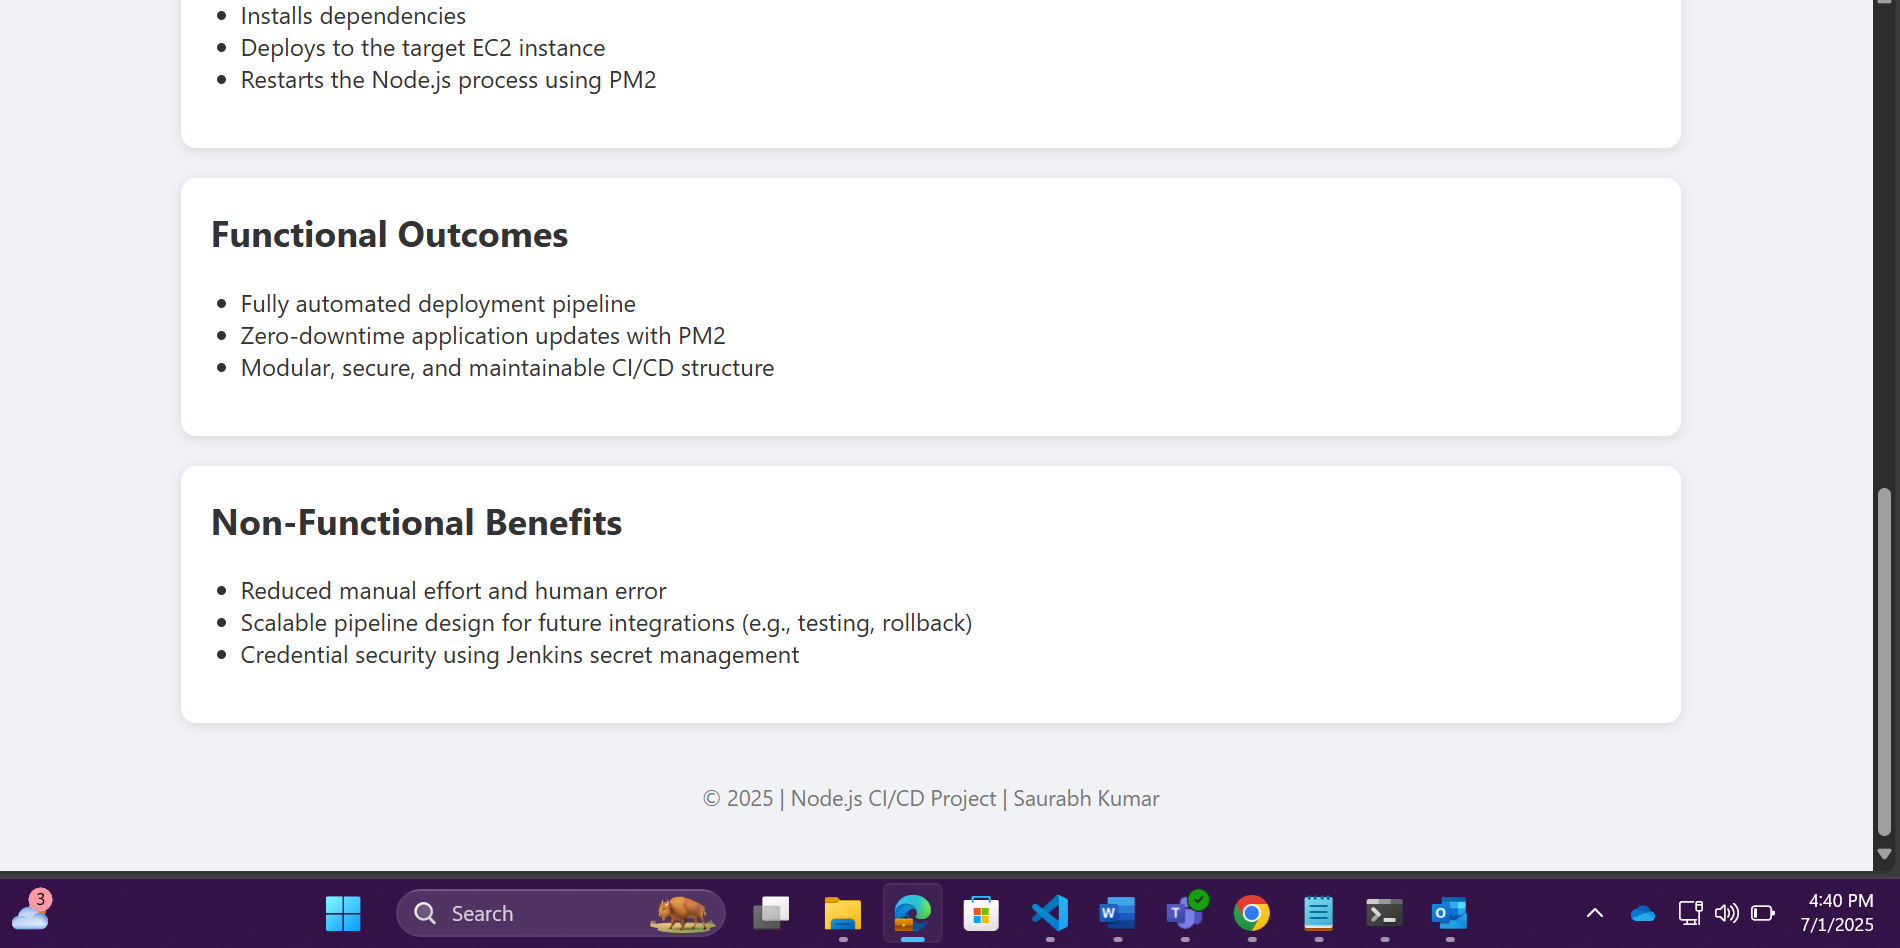 Installs dependencies
Deploys to the target EC2 instance
Restarts the Node.js process using PM2
Functional Outcomes
Fully automated deployment pipeline
Zero-downtime application updates with PM2
Modular, secure, and maintainable CI/CD structure
Non-Functional Benefits
Reduced manual effort and human error
Scalable pipeline design for future integrations (e.g., testing, rollback)
Credential security using Jenkins secret management
© 2025 | Node.js CI/CD Project | Saurabh Kumar
3
Search
4:40 PM
7/1/2025